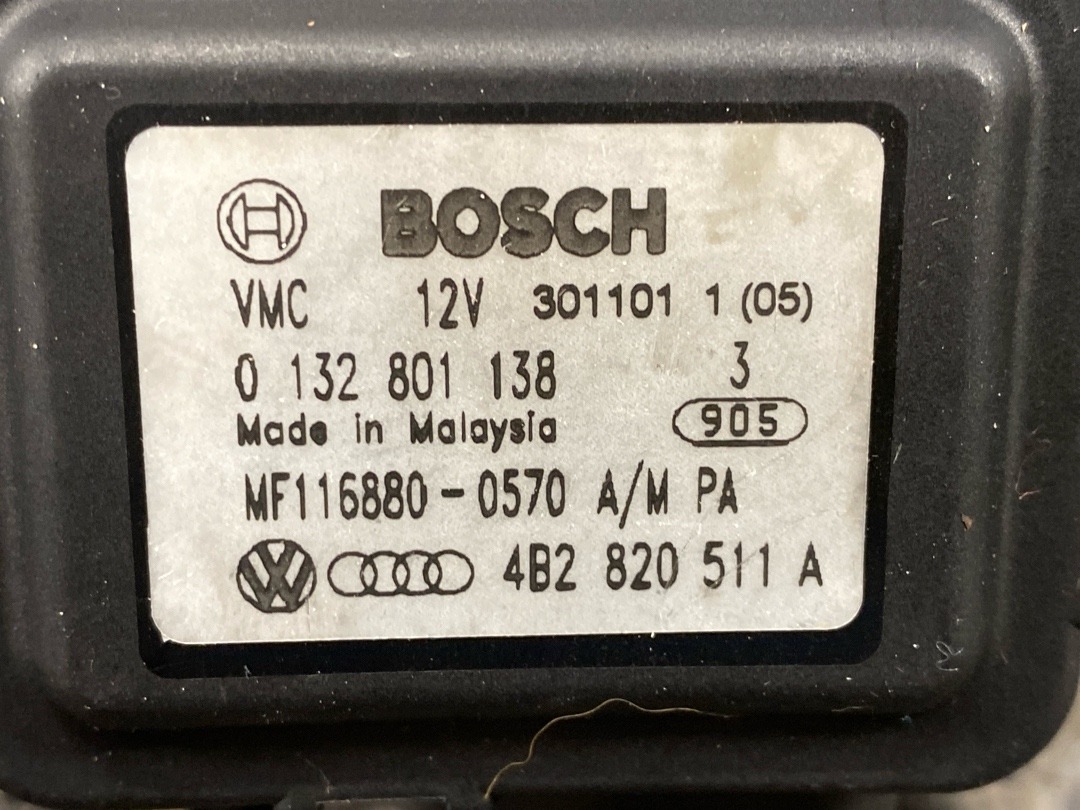 BOSCH
VMC 12V 301101 1 (05)
0 132 801 138 3
Made in Malaysia 905
MF116880-0570 A/M PA
4B2 820 511 A